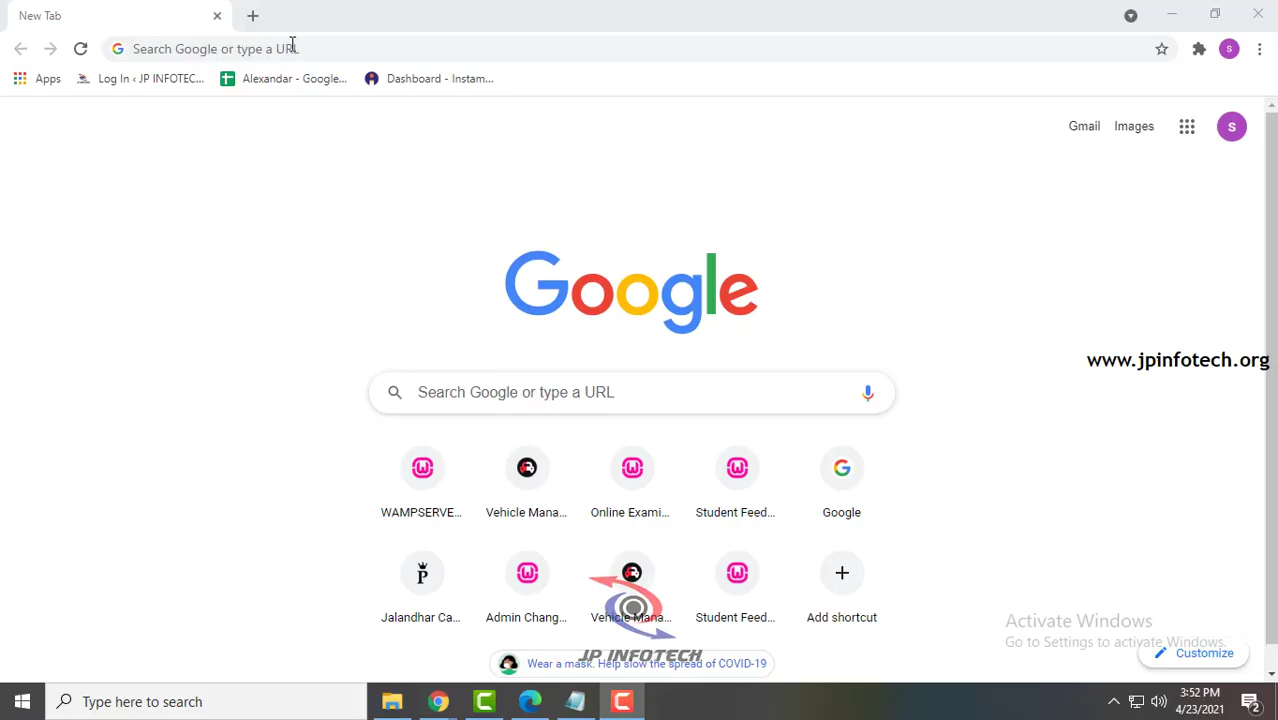 New Tab
Search Google or type a URL
Apps
Log In ‹ JP INFOTEC...
Alexandar - Google...
Dashboard - Instam...
S
Gmail
Images
S
Google
www.jpinfotech.org
Search Google or type a URL
WAMPSERVE...
Vehicle Mana...
Online Exami...
Student Feed...
Google
Jalandhar Ca...
Admin Chang...
Vehicle Mana...
Student Feed...
Add shortcut
Activate Windows
Go to Settings to activate Windows.
JP INFOTECH
Wear a mask. Help slow the spread of COVID-19
Customize
Type here to search
3:52 PM
4/23/2021
2